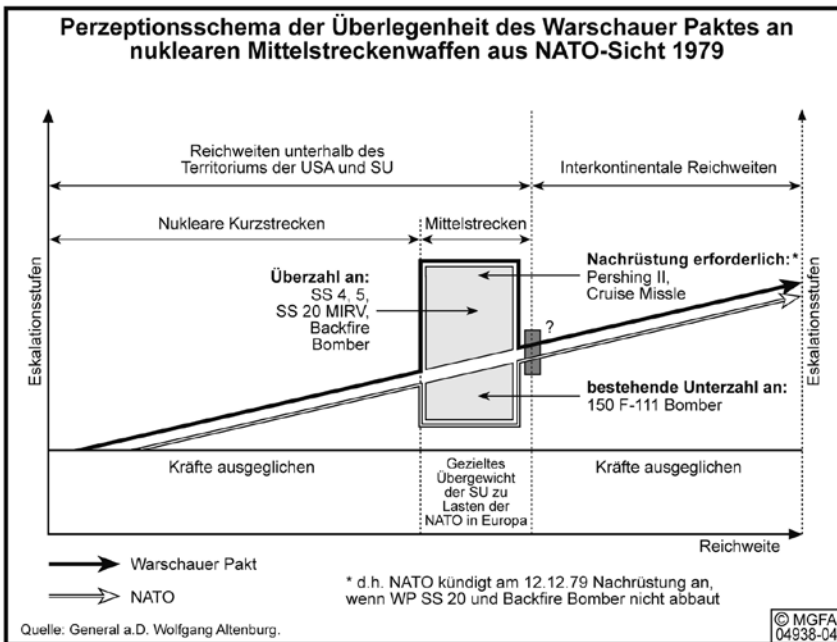 Perzeptionsschema der Überlegenheit des Warschauer Paktes an
nuklearen Mittelstreckenwaffen aus NATO-Sicht 1979
Reichweiten unterhalb des
Territoriums der USA und SU
Interkontinentale Reichweiten
Nukleare Kurzstrecken
Mittelstrecken
Eskalationsstufen
Überzahl an:
SS 4, 5,
SS 20 MIRV,
Backfire
Bomber
Nachrüstung erforderlich: *
Pershing II,
Cruise Missle
?
bestehende Unterzahl an:
150 F-111 Bomber
Eskalationsstufen
Kräfte ausgeglichen
Gezieltes
Übergewicht
der SU zu
Lasten der
NATO in Europa
Kräfte ausgeglichen
Reichweite
Warschauer Pakt
NATO
* d.h. NATO kündigt am 12.12.79 Nachrüstung an,
wenn WP SS 20 und Backfire Bomber nicht abbaut
Quelle: General a.D. Wolfgang Altenburg.
© MGFA
04938-04